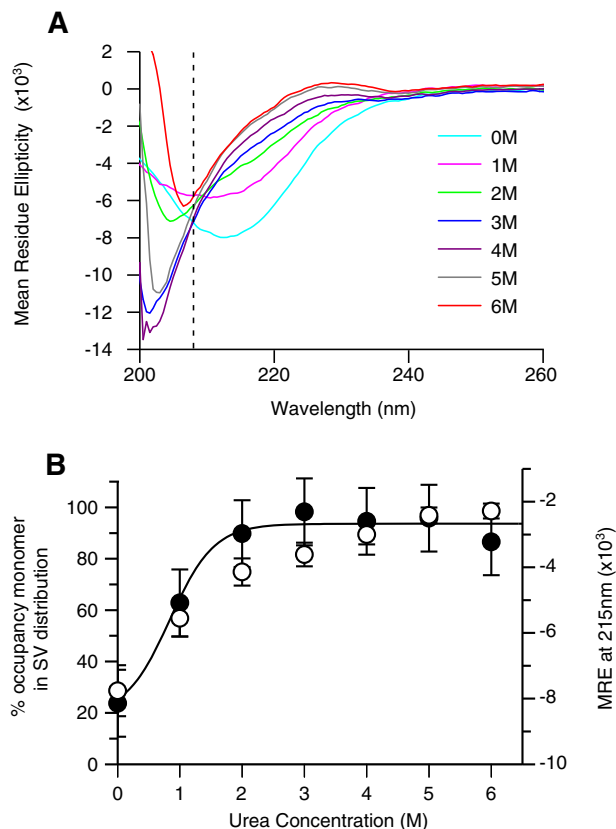 A
Mean Residue Ellipticity (x10³)
2
0
-2
-4
-6
-8
-10
-12
-14
200
220
240
260
Wavelength (nm)
0M
1M
2M
3M
4M
5M
6M
B
% occupancy monomer
in SV distribution
100
80
60
40
20
0
0
1
2
3
4
5
6
Urea Concentration (M)
-2
-4
-6
-8
-10
MRE at 215nm (x10³)